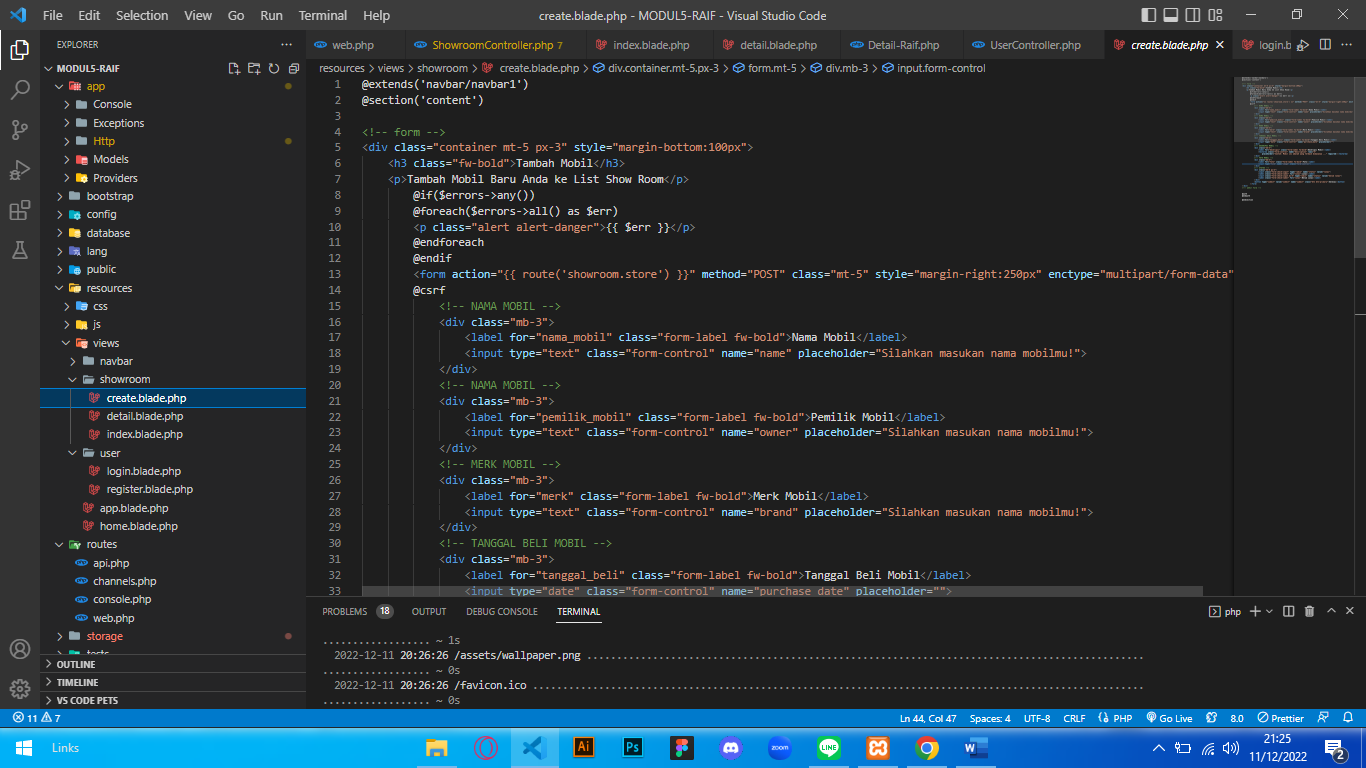 File Edit Selection View Go Run Terminal Help
create.blade.php - MODUL5-RAIF - Visual Studio Code
EXPLORER
MODUL5-RAIF
app
Console
Exceptions
Http
Models
Providers
bootstrap
config
database
lang
public
resources
css
js
views
navbar
showroom
create.blade.php
detail.blade.php
index.blade.php
user
login.blade.php
register.blade.php
app.blade.php
home.blade.php
routes
api.php
channels.php
console.php
web.php
storage
tests
OUTLINE
TIMELINE
VS CODE PETS
web.php ShowroomController.php 7 index.blade.php detail.blade.php Detail-Raif.php UserController.php create.blade.php login.b
resources > views > showroom > create.blade.php > div.container.mt-5.px-3 > form.mt-5 > div.mb-3 > input.form-control
1 @extends('navbar/navbar1')
2 @section('content')
3
4 <!-- form -->
5 <div class="container mt-5 px-3" style="margin-bottom:100px">
6 <h3 class="fw-bold">Tambah Mobil</h3>
7 <p>Tambah Mobil Baru Anda ke List Show Room</p>
8 @if($errors->any())
9 @foreach($errors->all() as $err)
10 <p class="alert alert-danger">{{ $err }}</p>
11 @endforeach
12 @endif
13 <form action="{{ route('showroom.store') }}" method="POST" class="mt-5" style="margin-right:250px" enctype="multipart/form-data"
14 @csrf
15 <!-- NAMA MOBIL -->
16 <div class="mb-3">
17 <label for="nama_mobil" class="form-label fw-bold">Nama Mobil</label>
18 <input type="text" class="form-control" name="name" placeholder="Silahkan masukan nama mobilmu!">
19 </div>
20 <!-- NAMA MOBIL -->
21 <div class="mb-3">
22 <label for="pemilik_mobil" class="form-label fw-bold">Pemilik Mobil</label>
23 <input type="text" class="form-control" name="owner" placeholder="Silahkan masukan nama mobilmu!">
24 </div>
25 <!-- MERK MOBIL -->
26 <div class="mb-3">
27 <label for="merk" class="form-label fw-bold">Merk Mobil</label>
28 <input type="text" class="form-control" name="brand" placeholder="Silahkan masukan nama mobilmu!">
29 </div>
30 <!-- TANGGAL BELI MOBIL -->
31 <div class="mb-3">
32 <label for="tanggal_beli" class="form-label fw-bold">Tanggal Beli Mobil</label>
33 <input type="date" class="form-control" name="purchase_date" placeholder="">
PROBLEMS 18 OUTPUT DEBUG CONSOLE TERMINAL
php
.................. ~ 1s
2022-12-11 20:26:26 /assets/wallpaper.png ..............................................................................................
.................. ~ 0s
2022-12-11 20:26:26 /favicon.ico .......................................................................................................
.................. ~ 0s
11 7
Ln 44, Col 47 Spaces: 4 UTF-8 CRLF PHP Go Live 8.0 Prettier
Links
Ai Ps zoom LINE W
21:25
11/12/2022
2